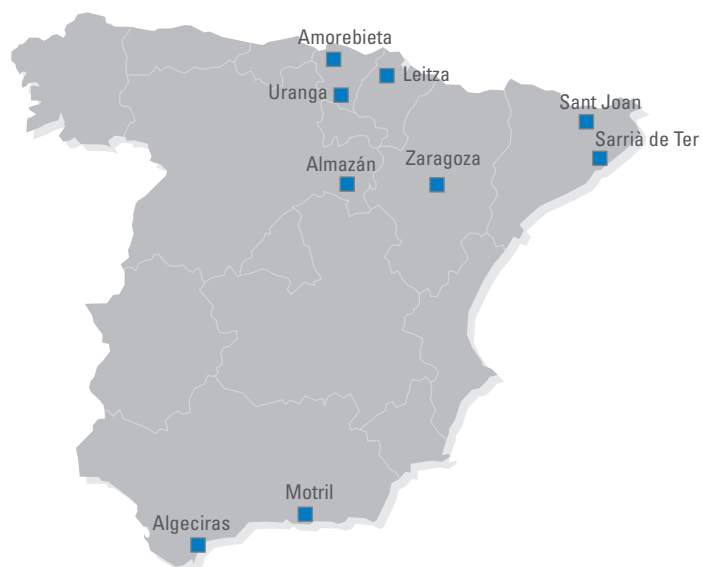 Amorebieta
Leitza
Uranga
Sant Joan
Sarrià de Ter
Almazán
Zaragoza
Motril
Algeciras